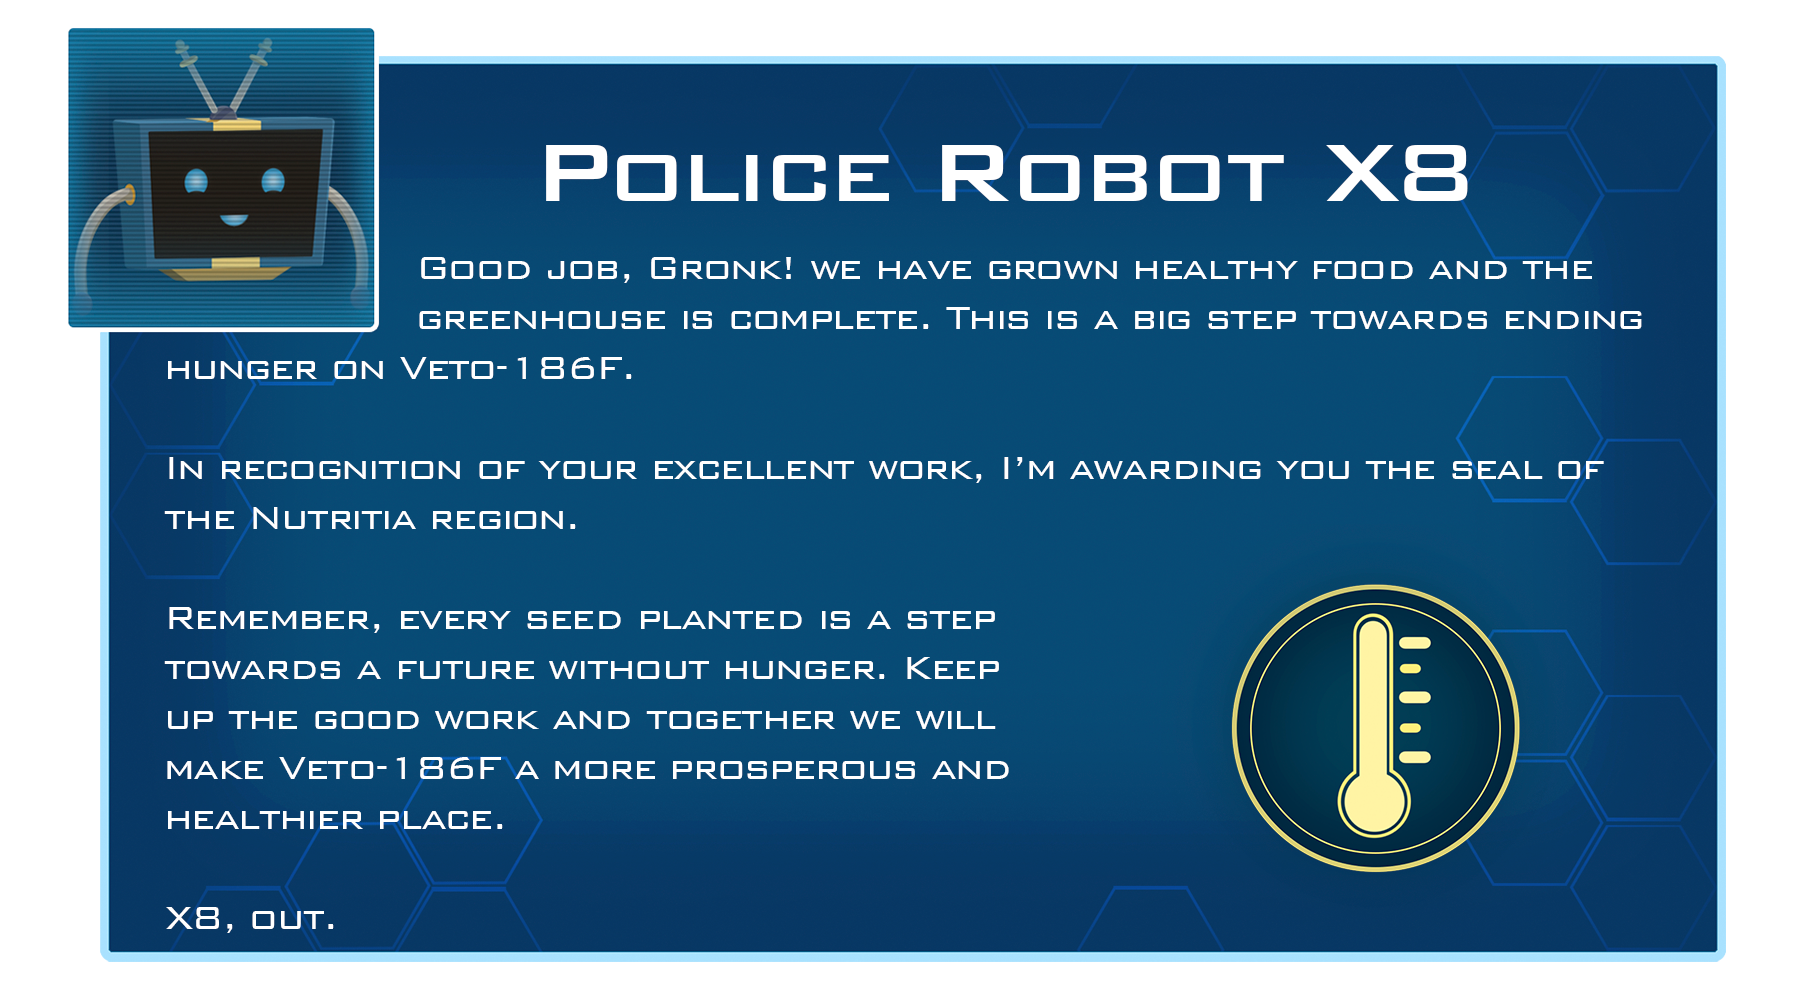 Police Robot X8
Good job, Gronk! we have grown healthy food and the
greenhouse is complete. This is a big step towards ending
hunger on Veto-186F.
In recognition of your excellent work, I’m awarding you the seal of
the Nutritia region.
Remember, every seed planted is a step
towards a future without hunger. Keep
up the good work and together we will
make Veto-186F a more prosperous and
healthier place.
X8, out.